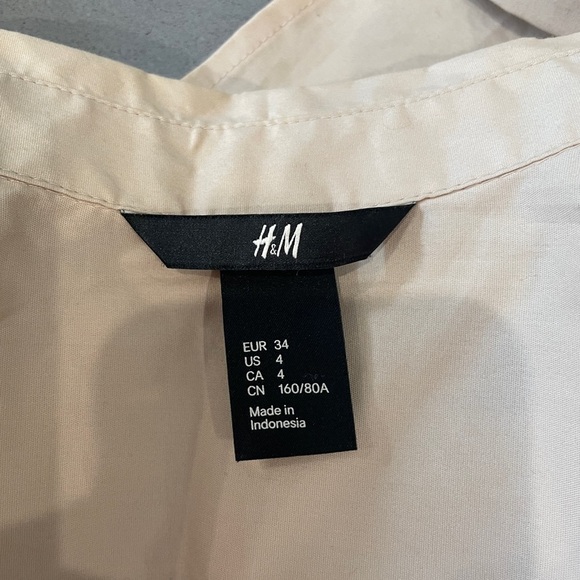 H&M
EUR 34
US 4
CA 4
CN 160/80A
Made in
Indonesia